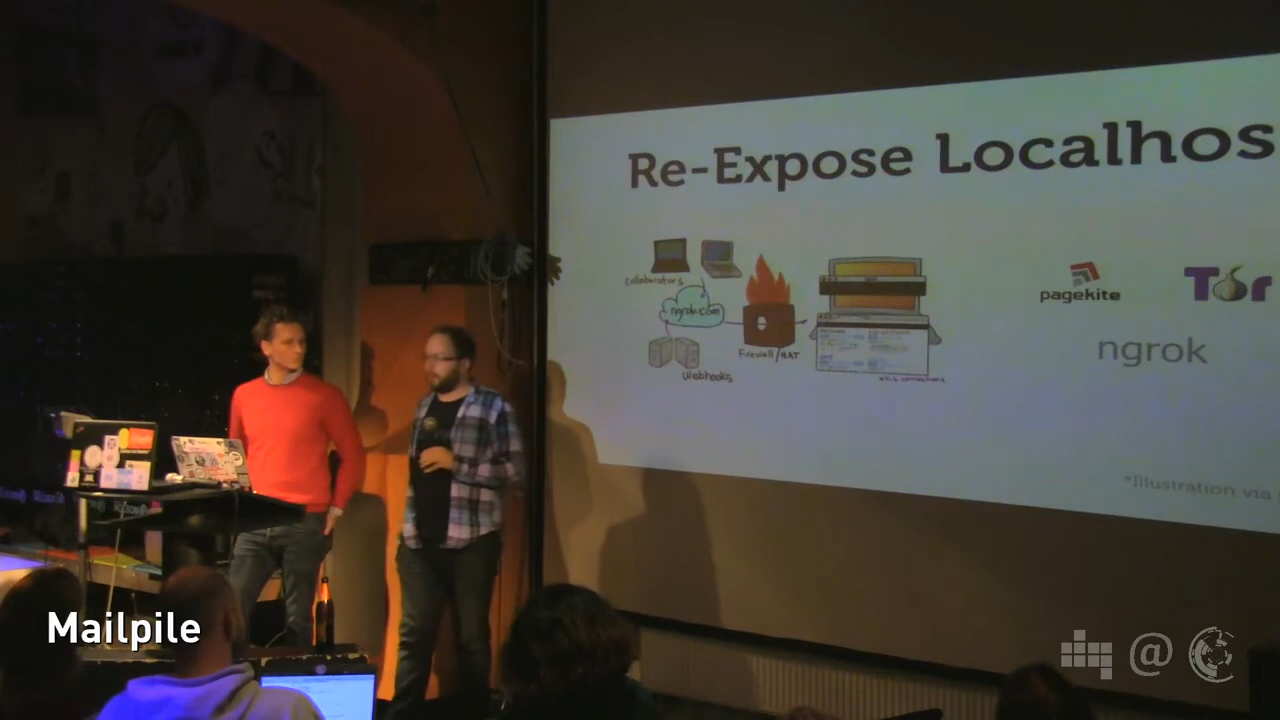 Re-Expose Localhos
collaborators
ngrok.com
Firewall/NAT
Webhooks
pagekite
Tor
ngrok
*Illustration via
Mailpile
@